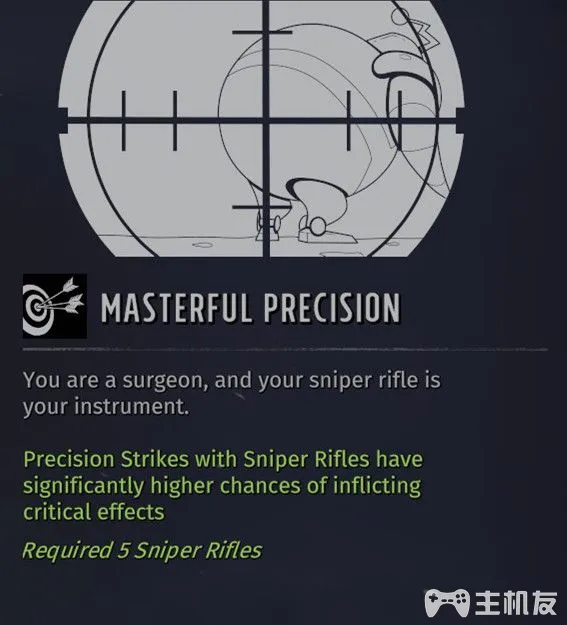 MASTERFUL PRECISION
You are a surgeon, and your sniper rifle is
your instrument.
Precision Strikes with Sniper Rifles have
significantly higher chances of inflicting
critical effects
Required 5 Sniper Rifles
主机友